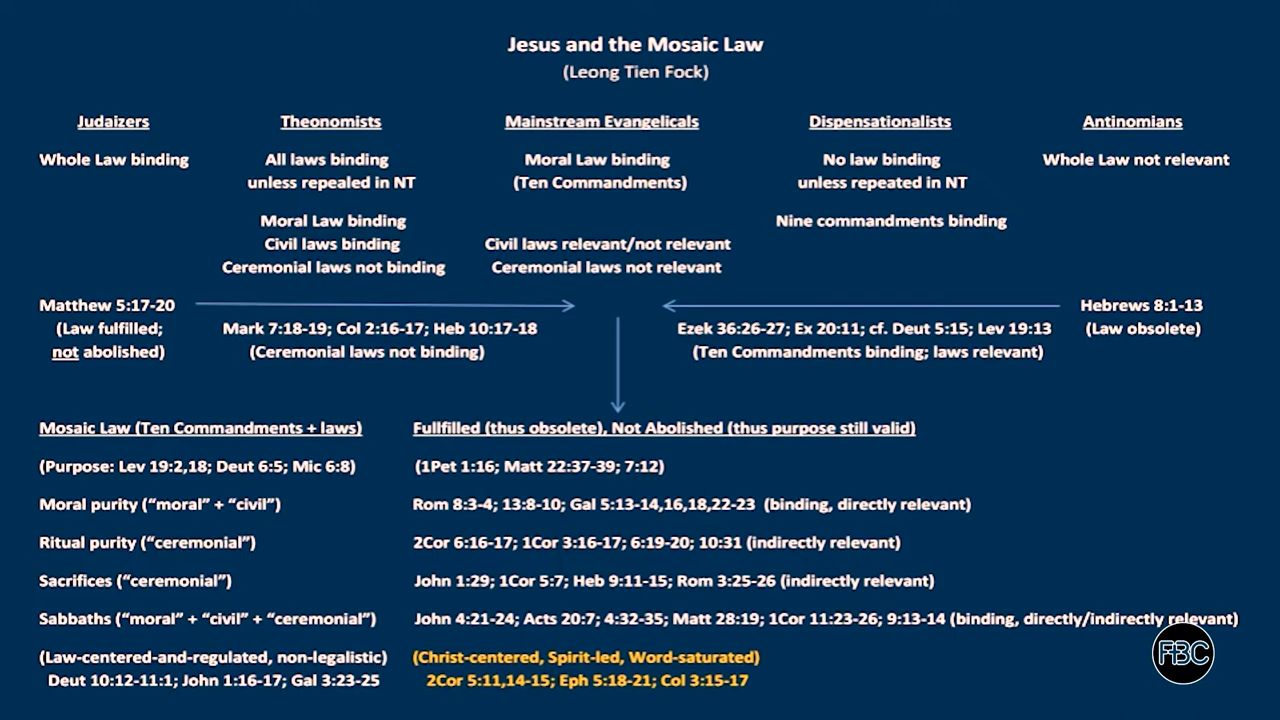 Jesus and the Mosaic Law
(Leong Tien Fock)
Judaizers Theonomists Mainstream Evangelicals Dispensationalists Antinomians
Whole Law binding All laws binding Moral Law binding No law binding Whole Law not relevant
unless repealed in NT (Ten Commandments) unless repeated in NT
Moral Law binding Nine commandments binding
Civil laws binding Civil laws relevant/not relevant
Ceremonial laws not binding Ceremonial laws not relevant
Matthew 5:17-20 Hebrews 8:1-13
(Law fulfilled; Mark 7:18-19; Col 2:16-17; Heb 10:17-18 Ezek 36:26-27; Ex 20:11; cf. Deut 5:15; Lev 19:13 (Law obsolete)
not abolished) (Ceremonial laws not binding) (Ten Commandments binding; laws relevant)
Mosaic Law (Ten Commandments + laws) Fullfilled (thus obsolete), Not Abolished (thus purpose still valid)
(Purpose: Lev 19:2,18; Deut 6:5; Mic 6:8) (1Pet 1:16; Matt 22:37-39; 7:12)
Moral purity (“moral” + “civil”) Rom 8:3-4; 13:8-10; Gal 5:13-14,16,18,22-23 (binding, directly relevant)
Ritual purity (“ceremonial”) 2Cor 6:16-17; 1Cor 3:16-17; 6:19-20; 10:31 (indirectly relevant)
Sacrifices (“ceremonial”) John 1:29; 1Cor 5:7; Heb 9:11-15; Rom 3:25-26 (indirectly relevant)
Sabbaths (“moral” + “civil” + “ceremonial”) John 4:21-24; Acts 20:7; 4:32-35; Matt 28:19; 1Cor 11:23-26; 9:13-14 (binding, directly/indirectly relevant)
(Law-centered-and-regulated, non-legalistic) (Christ-centered, Spirit-led, Word-saturated)
Deut 10:12-11:1; John 1:16-17; Gal 3:23-25 2Cor 5:11,14-15; Eph 5:18-21; Col 3:15-17
FBC